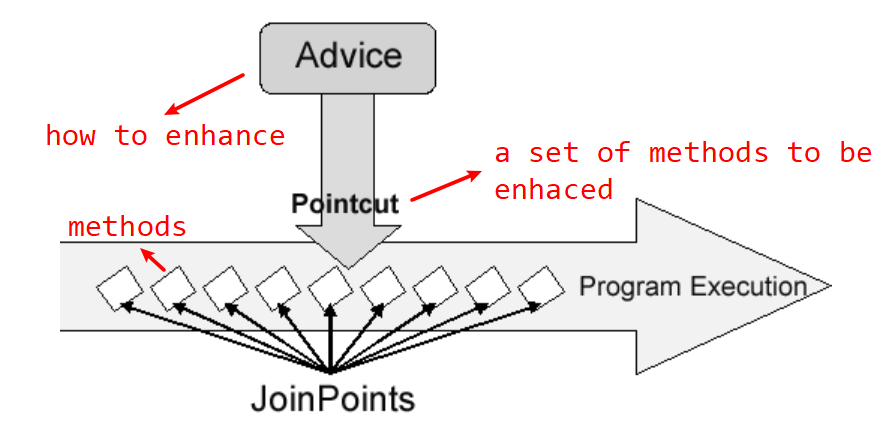 Advice
how to enhance
a set of methods to be
enhaced
Pointcut
methods
Program Execution
JoinPoints